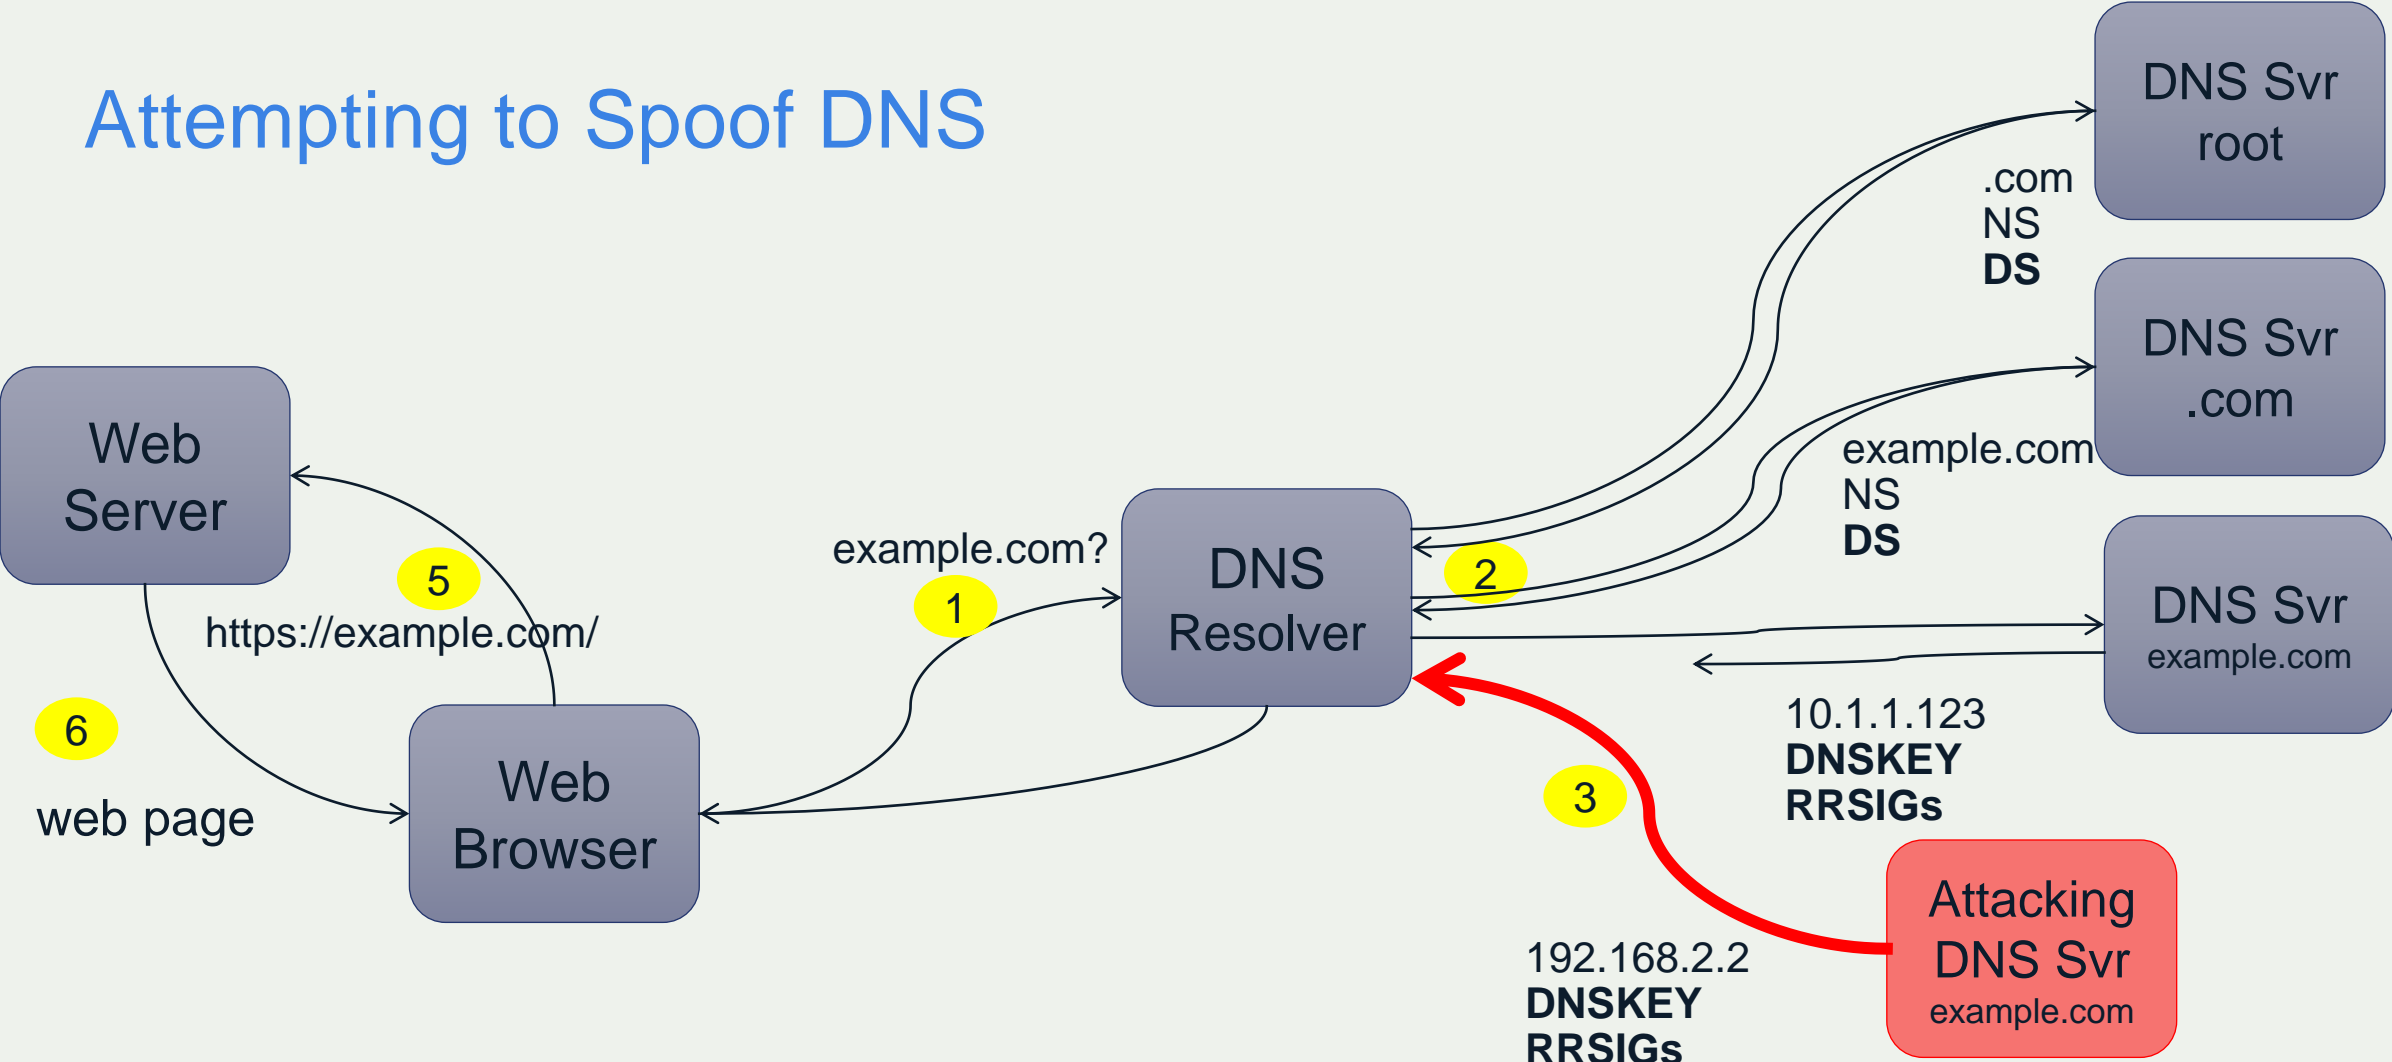 Attempting to Spoof DNS
DNS Svr
root
.com
NS
DS
DNS Svr
.com
example.com
NS
DS
Web
Server
5
https://example.com/
6
web page
Web
Browser
example.com?
1
DNS
Resolver
2
DNS Svr
example.com
10.1.1.123
DNSKEY
RRSIGs
3
Attacking
DNS Svr
example.com
192.168.2.2
DNSKEY
RRSIGs